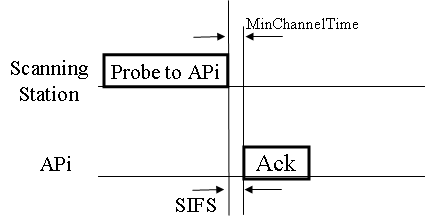 MinChannelTime
Scanning
Station
Probe to APi
APi
Ack
SIFS